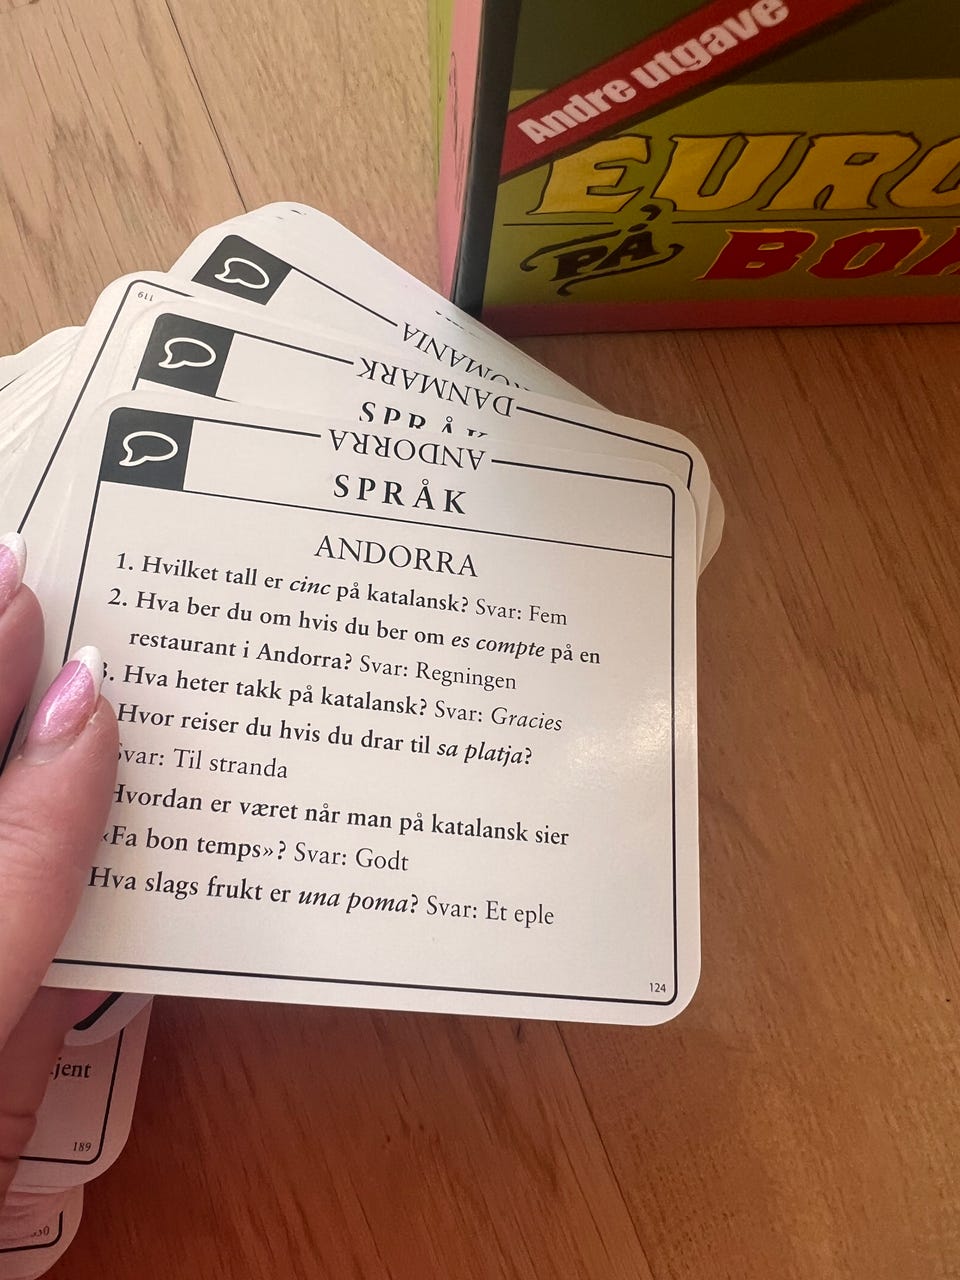 Andre utgave
EURO
PÅ BOR
ROMANIA
119
DANMARK
SPRÅK
ANDORRA
SPRÅK
ANDORRA
1. Hvilket tall er cinc på katalansk? Svar: Fem
2. Hva ber du om hvis du ber om es compte på en
restaurant i Andorra? Svar: Regningen
3. Hva heter takk på katalansk? Svar: Gracies
Hvor reiser du hvis du drar til sa platja?
Svar: Til stranda
Hvordan er været når man på katalansk sier
«Fa bon temps»? Svar: Godt
Hva slags frukt er una poma? Svar: Et eple
124
jent
189